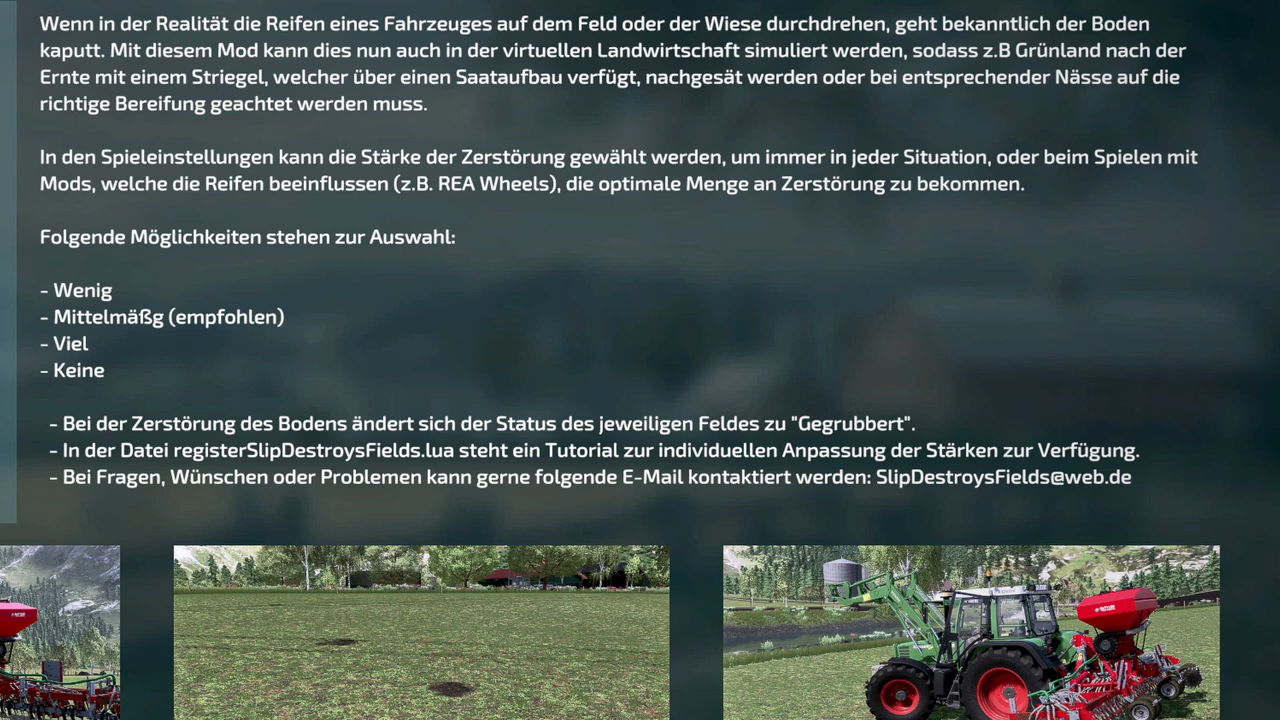 Wenn in der Realität die Reifen eines Fahrzeuges auf dem Feld oder der Wiese durchdrehen, geht bekanntlich der Boden
kaputt. Mit diesem Mod kann dies nun auch in der virtuellen Landwirtschaft simuliert werden, sodass z.B Grünland nach der
Ernte mit einem Striegel, welcher über einen Saataufbau verfügt, nachgesät werden oder bei entsprechender Nässe auf die
richtige Bereifung geachtet werden muss.
In den Spieleinstellungen kann die Stärke der Zerstörung gewählt werden, um immer in jeder Situation, oder beim Spielen mit
Mods, welche die Reifen beeinflussen (z.B. REA Wheels), die optimale Menge an Zerstörung zu bekommen.
Folgende Möglichkeiten stehen zur Auswahl:
- Wenig
- Mittelmäßg (empfohlen)
- Viel
- Keine
- Bei der Zerstörung des Bodens ändert sich der Status des jeweiligen Feldes zu "Gegrubbert".
- In der Datei registerSlipDestroysFields.lua steht ein Tutorial zur individuellen Anpassung der Stärken zur Verfügung.
- Bei Fragen, Wünschen oder Problemen kann gerne folgende E-Mail kontaktiert werden: SlipDestroysFields@web.de